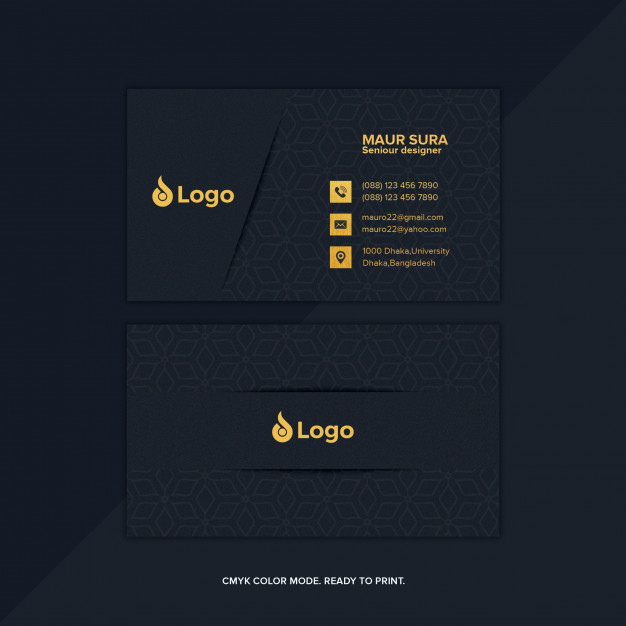 Logo
MAUR SURA
Seniour designer
(088) 123 456 7890
(088) 123 456 7890
mauro22@gmail.com
mauro22@yahoo.com
1000 Dhaka,University
Dhaka,Bangladesh
Logo
CMYK COLOR MODE. READY TO PRINT.